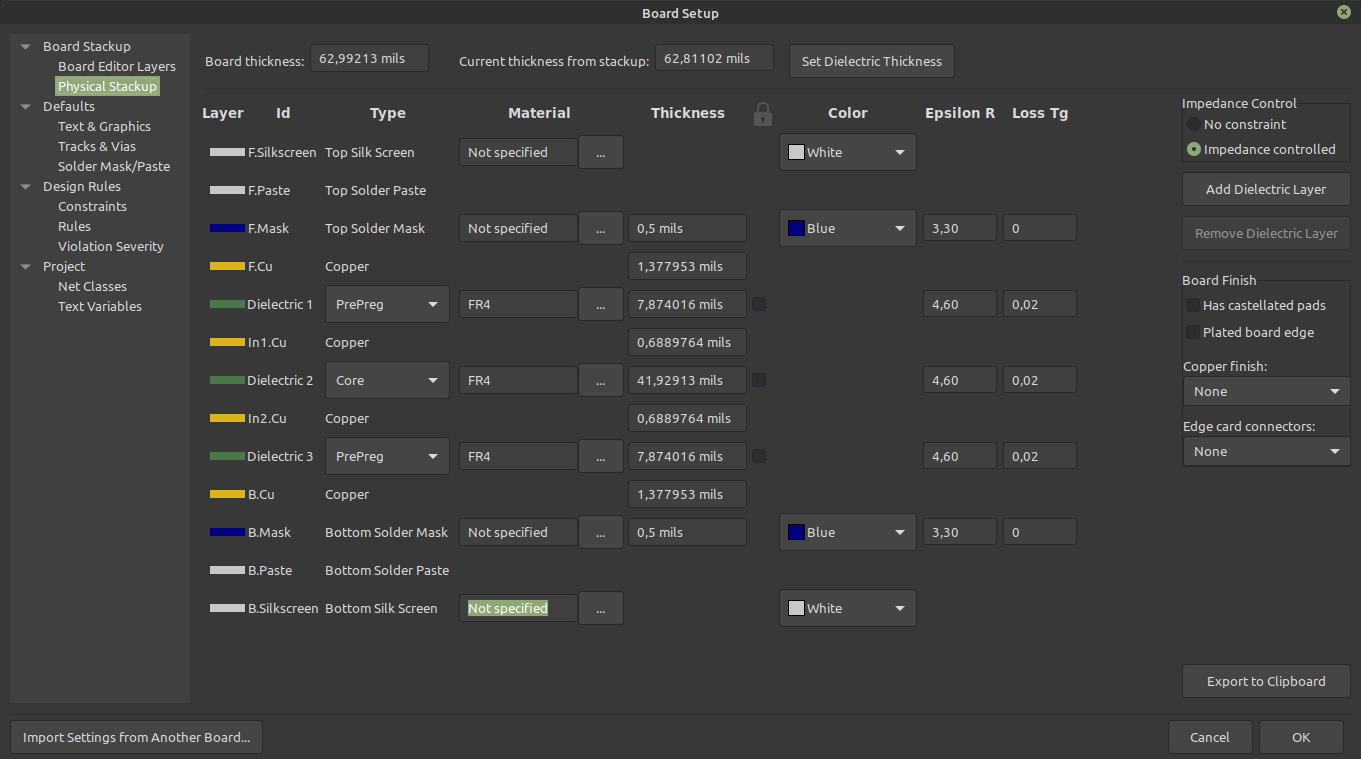 Board Setup
Board Stackup
Board Editor Layers
Physical Stackup
Defaults
Text & Graphics
Tracks & Vias
Solder Mask/Paste
Design Rules
Constraints
Rules
Violation Severity
Project
Net Classes
Text Variables
Board thickness: 62,99213 mils Current thickness from stackup: 62,81102 mils Set Dielectric Thickness
Layer Id Type Material Thickness Color Epsilon R Loss Tg
F.Silkscreen Top Silk Screen Not specified ... White
F.Paste Top Solder Paste
F.Mask Top Solder Mask Not specified ... 0,5 mils Blue 3,30 0
F.Cu Copper 1,377953 mils
Dielectric 1 PrePreg FR4 ... 7,874016 mils 4,60 0,02
In1.Cu Copper 0,6889764 mils
Dielectric 2 Core FR4 ... 41,92913 mils 4,60 0,02
In2.Cu Copper 0,6889764 mils
Dielectric 3 PrePreg FR4 ... 7,874016 mils 4,60 0,02
B.Cu Copper 1,377953 mils
B.Mask Bottom Solder Mask Not specified ... 0,5 mils Blue 3,30 0
B.Paste Bottom Solder Paste
B.Silkscreen Bottom Silk Screen Not specified ... White
Impedance Control
No constraint
Impedance controlled
Add Dielectric Layer
Remove Dielectric Layer
Board Finish
Has castellated pads
Plated board edge
Copper finish:
None
Edge card connectors:
None
Export to Clipboard
Import Settings from Another Board... Cancel OK